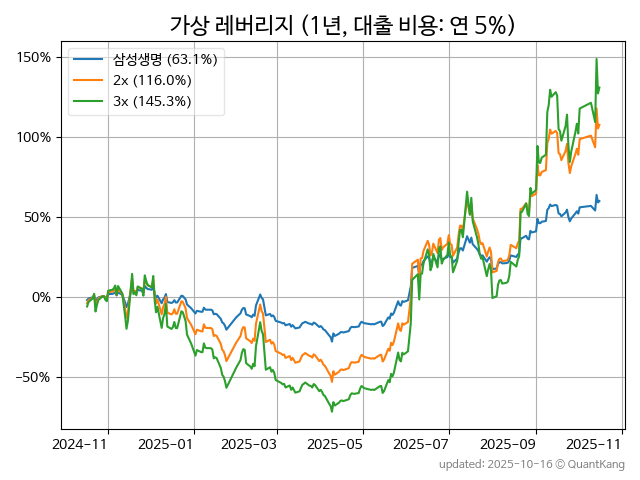 가상 레버리지 (1년, 대출 비용: 연 5%)
삼성생명 (63.1%)
2x (116.0%)
3x (145.3%)
150%
100%
50%
0%
−50%
2024-11
2025-01
2025-03
2025-05
2025-07
2025-09
2025-11
updated: 2025-10-16 © QuantKang